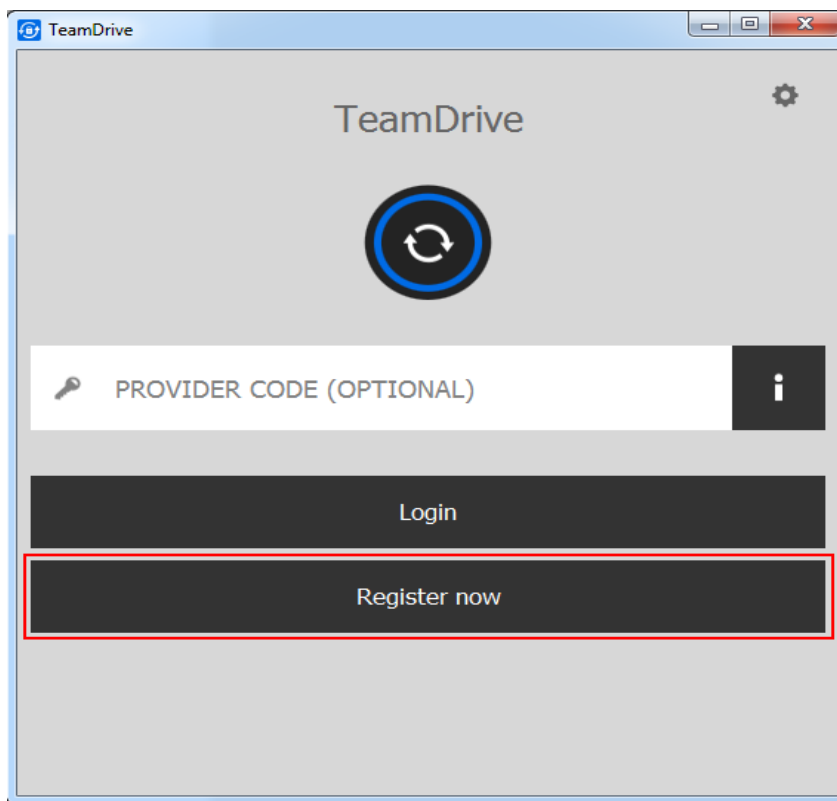 TeamDrive
TeamDrive
PROVIDER CODE (OPTIONAL)
Login
Register now